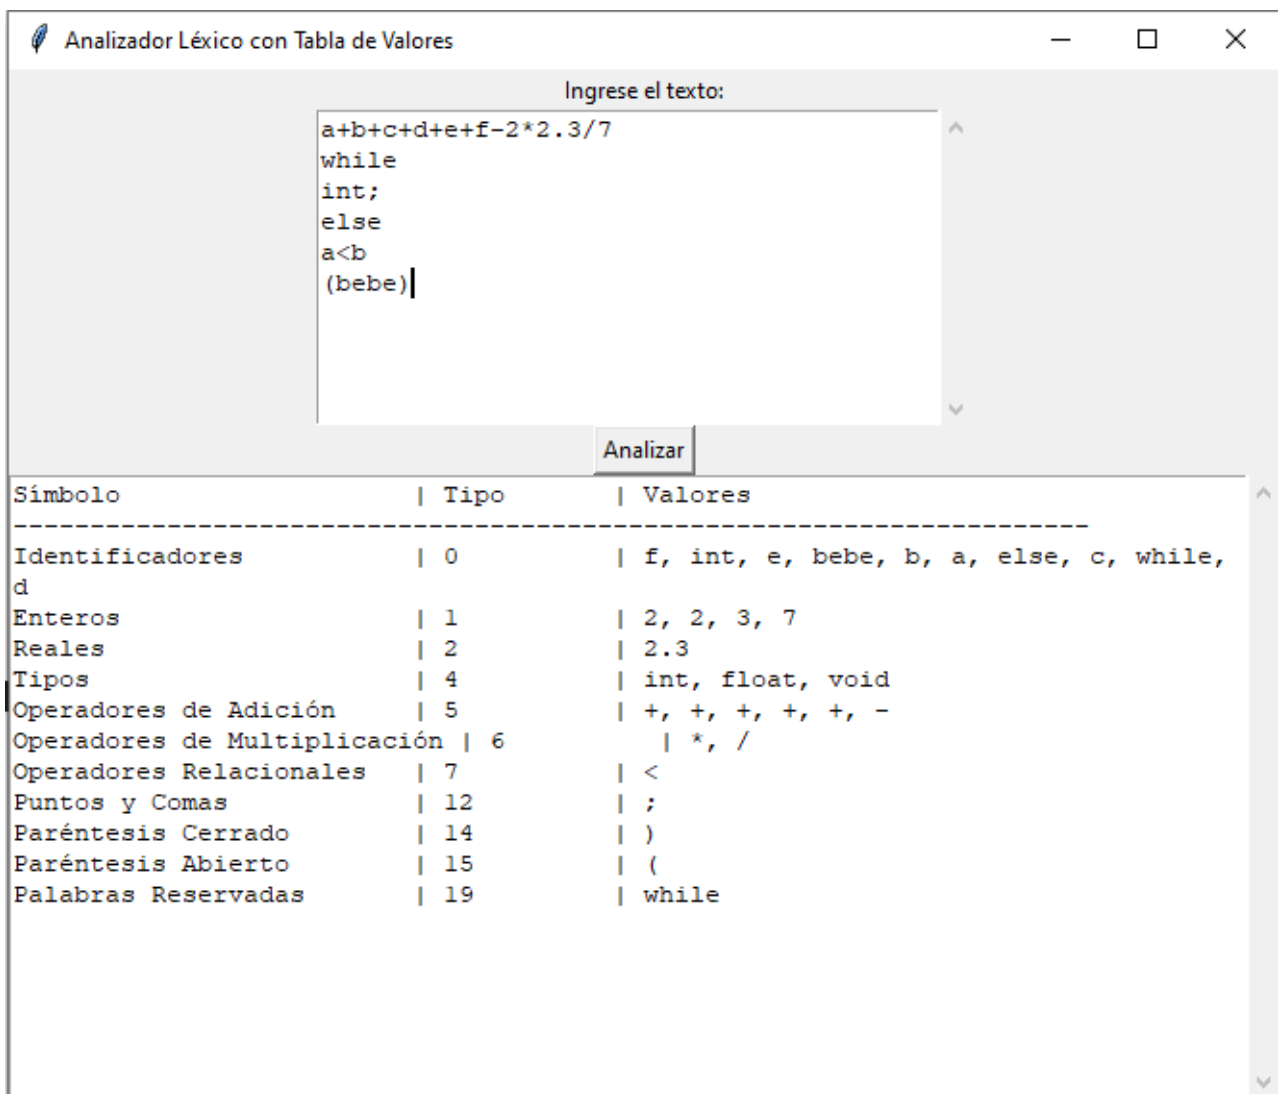 Analizador Léxico con Tabla de Valores
Ingrese el texto:
a+b+c+d+e+f-2*2.3/7
while
int;
else
a<b
(bebe)
Analizar
Símbolo | Tipo | Valores
----------------------------------------------------------------------
Identificadores | 0 | f, int, e, bebe, b, a, else, c, while,
d
Enteros | 1 | 2, 2, 3, 7
Reales | 2 | 2.3
Tipos | 4 | int, float, void
Operadores de Adición | 5 | +, +, +, +, +, -
Operadores de Multiplicación | 6 | *, /
Operadores Relacionales | 7 | <
Puntos y Comas | 12 | ;
Paréntesis Cerrado | 14 | )
Paréntesis Abierto | 15 | (
Palabras Reservadas | 19 | while